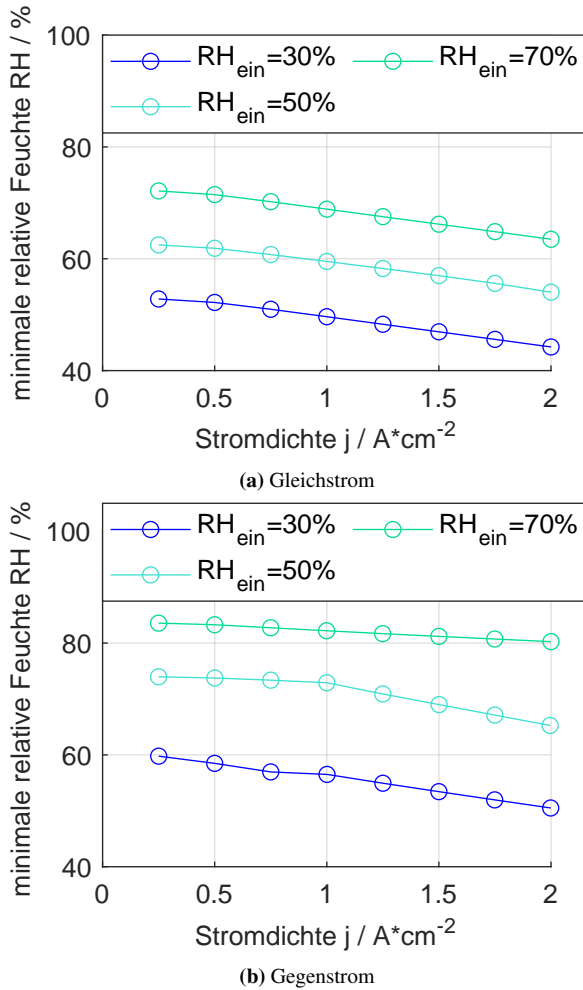 minimale relative Feuchte RH / %
100
80
60
40
RH_ein=30% RH_ein=70%
RH_ein=50%
0 0.5 1 1.5 2
Stromdichte j / A*cm^-2
(a) Gleichstrom
minimale relative Feuchte RH / %
100
80
60
40
RH_ein=30% RH_ein=70%
RH_ein=50%
0 0.5 1 1.5 2
Stromdichte j / A*cm^-2
(b) Gegenstrom